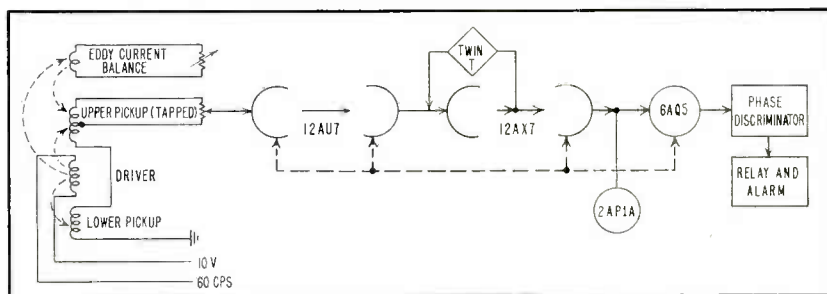 EDDY CURRENT
BALANCE
UPPER PICKUP (TAPPED)
DRIVER
LOWER PICKUP
10 V
60 CPS
12AU7
TWIN
T
12AX7
2AP1A
6AQ5
PHASE
DISCRIMINATOR
RELAY AND
ALARM